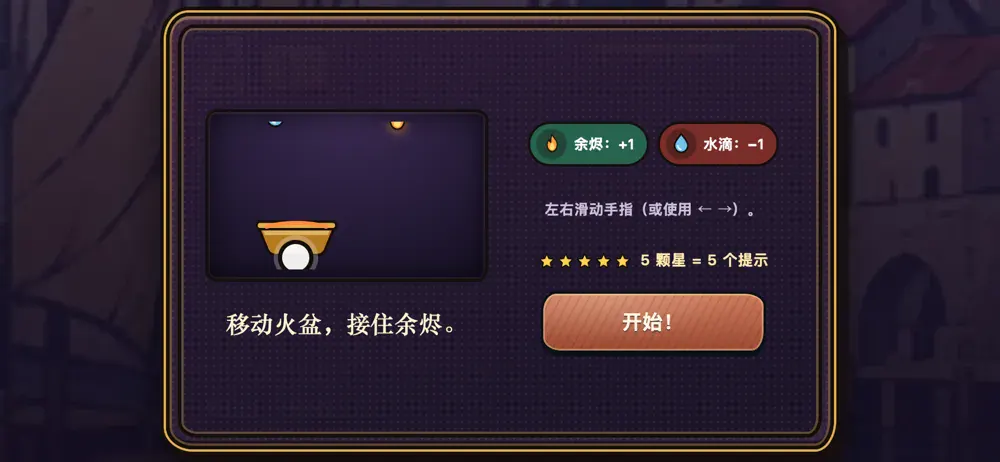 余烬：+1
水滴：−1
左右滑动手指（或使用 ← →）。
5 颗星 = 5 个提示
移动火盆，接住余烬。
开始！